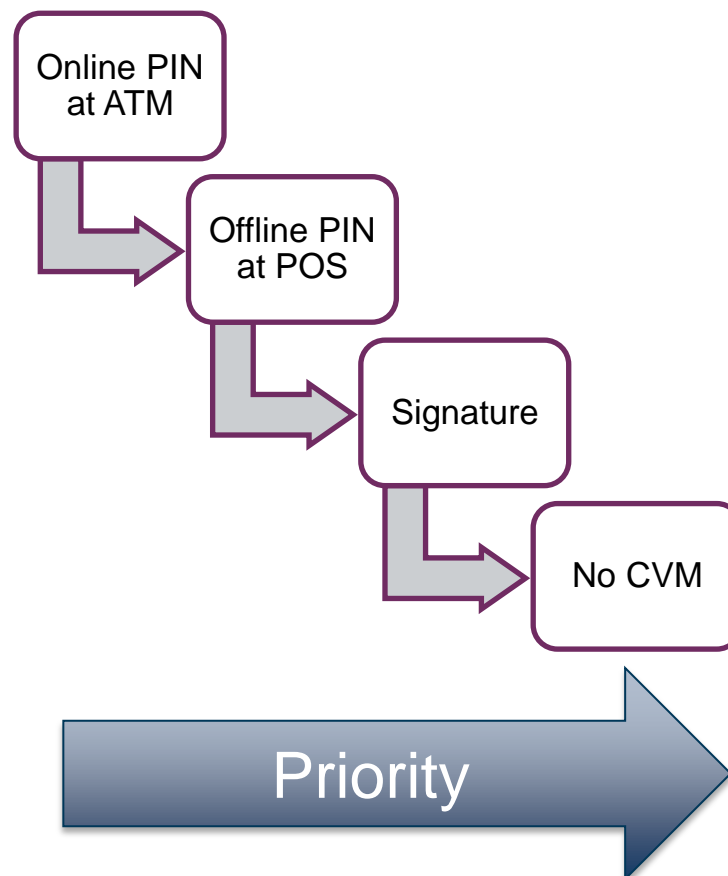 Online PIN
at ATM
Offline PIN
at POS
Signature
No CVM
Priority